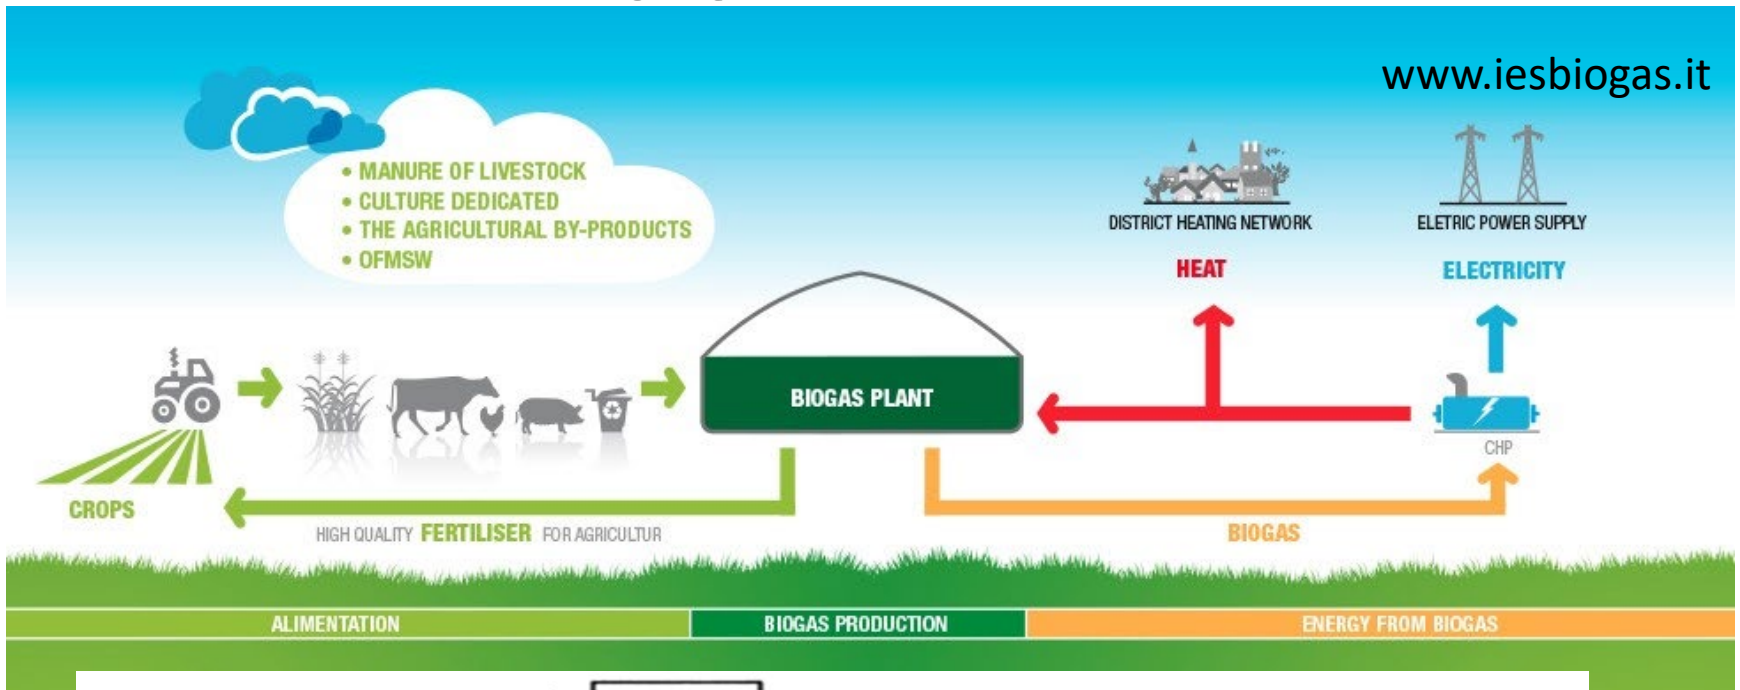 www.iesbiogas.it
• MANURE OF LIVESTOCK
• CULTURE DEDICATED
• THE AGRICULTURAL BY-PRODUCTS
• OFMSW
DISTRICT HEATING NETWORK
ELETRIC POWER SUPPLY
HEAT
ELECTRICITY
BIOGAS PLANT
CHP
CROPS
HIGH QUALITY FERTILISER FOR AGRICULTUR
BIOGAS
ALIMENTATION
BIOGAS PRODUCTION
ENERGY FROM BIOGAS